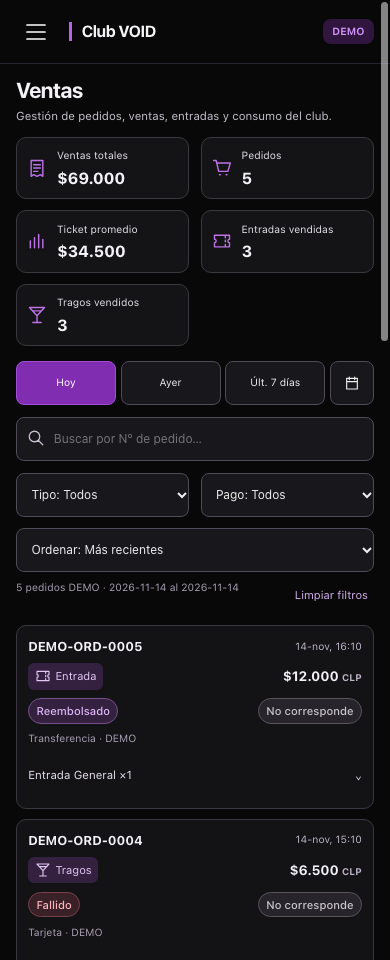 Club VOID
DEMO
Ventas
Gestión de pedidos, ventas, entradas y consumo del club.
Ventas totales
$69.000
Pedidos
5
Ticket promedio
$34.500
Entradas vendidas
3
Tragos vendidos
3
Hoy
Ayer
Últ. 7 días
Buscar por Nº de pedido...
Tipo: Todos
Pago: Todos
Ordenar: Más recientes
5 pedidos DEMO · 2026-11-14 al 2026-11-14
Limpiar filtros
DEMO-ORD-0005
14-nov, 16:10
Entrada
$12.000 CLP
Reembolsado
No corresponde
Transferencia · DEMO
Entrada General ×1
DEMO-ORD-0004
14-nov, 15:10
Tragos
$6.500 CLP
Fallido
No corresponde
Tarjeta · DEMO